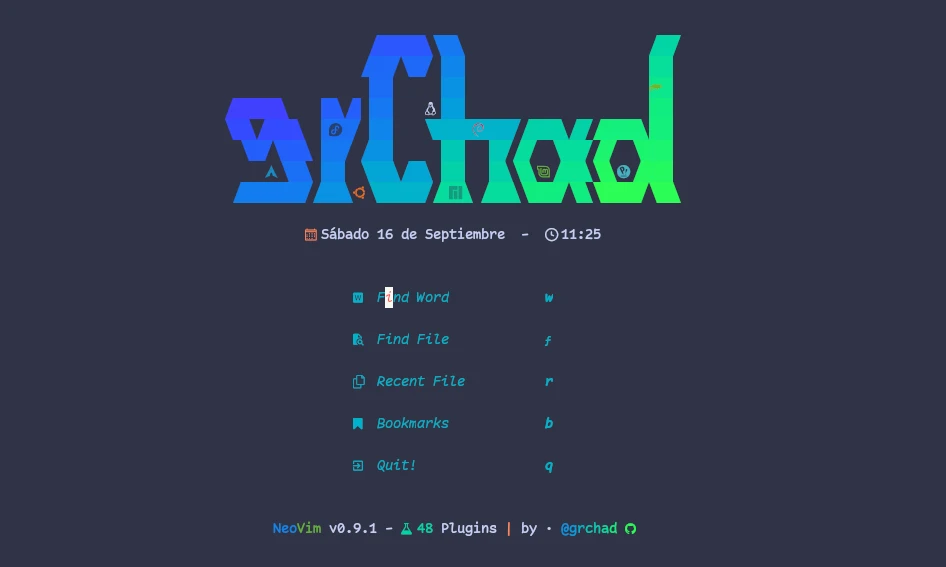 grChad
Sábado 16 de Septiembre - 11:25
Find Word w
Find File f
Recent File r
Bookmarks b
Quit! q
NeoVim v0.9.1 - 48 Plugins | by · @grchad